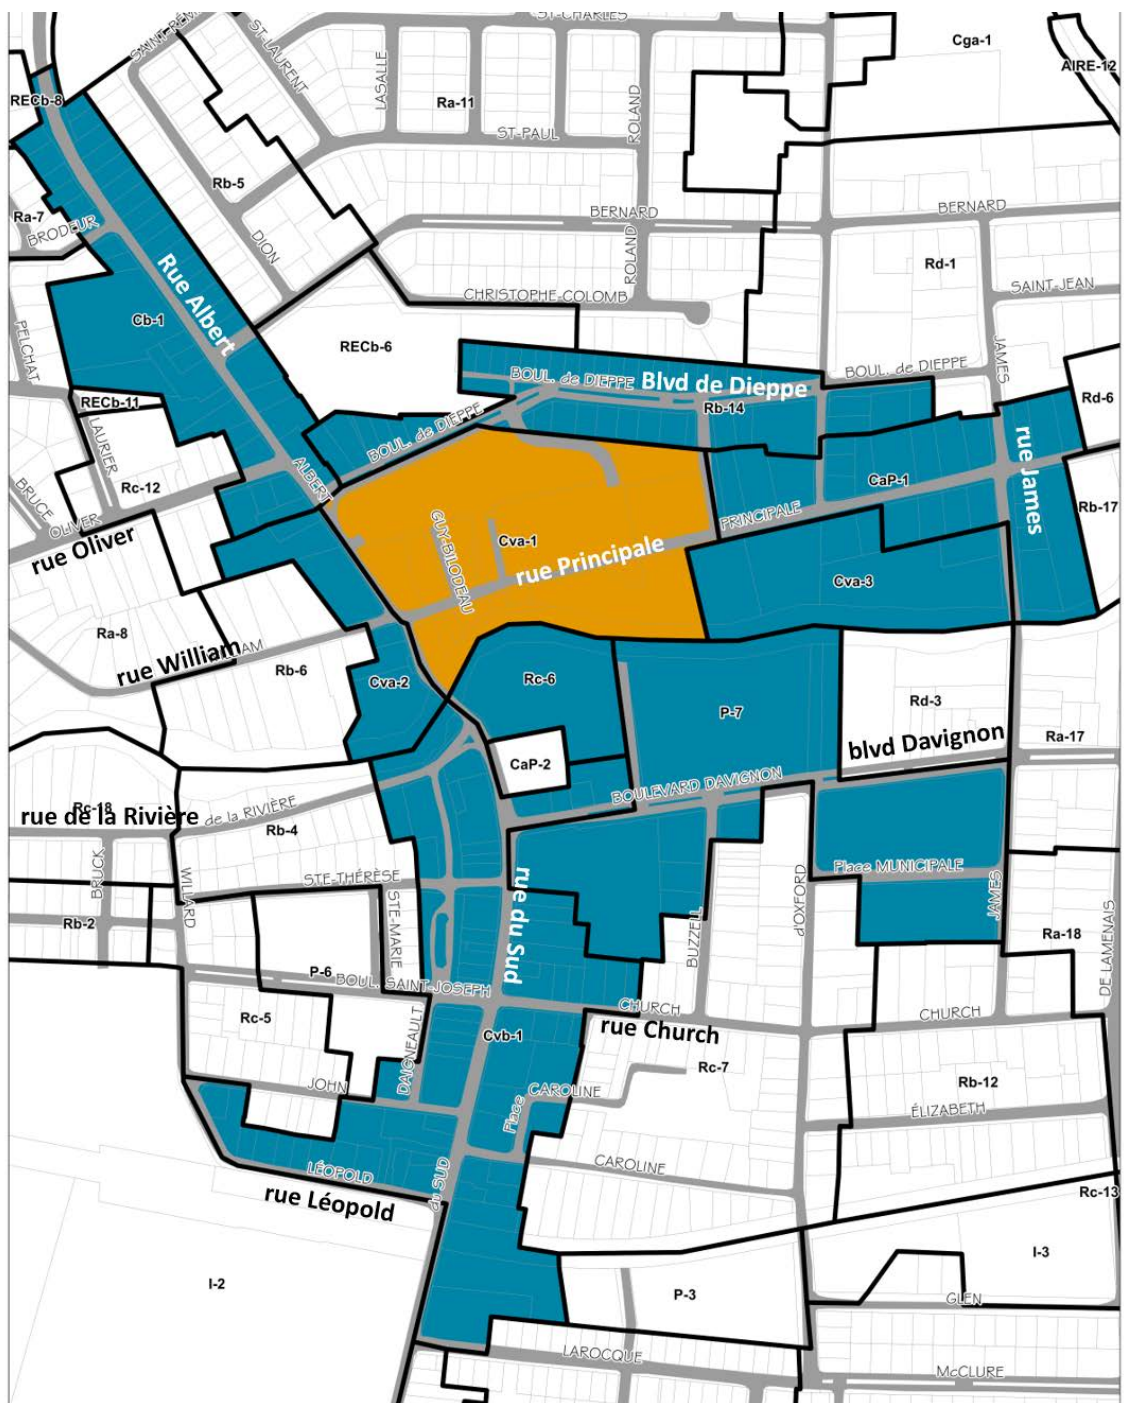 ST-CHARLES
Cga-1
SAINT-RÉMI
ST-LAURENT
AIRE-12
LASALLE
RECb-8
Ra-11
ROLAND
ST-PAUL
Rb-5
BERNARD
BERNARD
Ra-7
BRODEUR
DION
ROLAND
Rd-1
Rue Albert
SAINT-JEAN
CHRISTOPHE-COLOMB
Cb-1
PELCHAT
RECb-6
JAMES
BOUL. de DIEPPE
BOUL. de DIEPPE
Blvd de Dieppe
RECb-11
Rb-14
Rd-6
BOUL. de DIEPPE
LAURIER
rue James
ALBERT
CaP-1
BRUCE
Rc-12
OLIVER
rue Oliver
PRINCIPALE
Rb-17
GUY-BILODEAU
Cva-1
rue Principale
Cva-3
Ra-8
rue William
Rb-6
Cva-2
Rc-6
Rd-3
P-7
blvd Davignon
Ra-17
CaP-2
BOULEVARD DAVIGNON
Rc-18
rue de la Rivière
de la RIVIÈRE
Rb-4
Place MUNICIPALE
BRUCK
WILLARD
STE-THÉRÈSE
rue du Sud
d'OXFORD
JAMES
STE-MARIE
BUZZELL
Rb-2
Ra-18
DE-LAMENAIS
P-6
BOUL. SAINT-JOSEPH
CHURCH
CHURCH
Rc-5
DAIGNEAULT
Cvb-1
rue Church
Rc-7
JOHN
Place
CAROLINE
Rb-12
ÉLIZABETH
CAROLINE
LÉOPOLD
du SUD
rue Léopold
Rc-13
I-2
I-3
P-3
GLEN
LAROCQUE
McCLURE